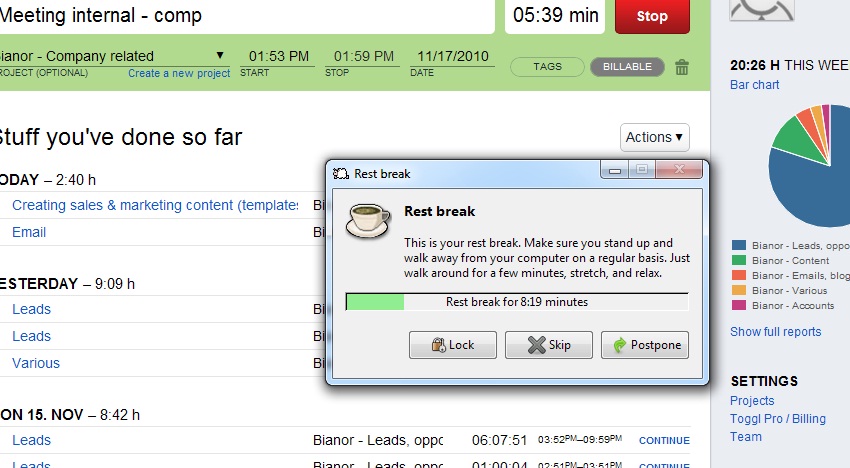 Meeting internal - comp
05:39 min
Stop
ianor - Company related ▼
01:53 PM
01:59 PM
11/17/2010
TAGS
BILLABLE
ROJECT (OPTIONAL)
Create a new project
START
STOP
DATE
20:26 H THIS WEE
Bar chart
tuff you've done so far
Actions ▼
ODAY – 2:40 h
Creating sales & marketing content (templates
Bi
Email
Bi
ESTERDAY – 9:09 h
Leads
Bi
Leads
Bi
Various
Bi
ON 15. NOV – 8:42 h
Leads
Bianor - Leads, oppo
06:07:51
03:52PM–09:59PM
CONTINUE
Leads
Bianor - Leads, oppo
01:00:04
02:51PM–03:51PM
CONTINUE
Rest break
Rest break
This is your rest break. Make sure you stand up and
walk away from your computer on a regular basis. Just
walk around for a few minutes, stretch, and relax.
Rest break for 8:19 minutes
Lock
Skip
Postpone
Bianor - Leads, oppo
Bianor - Content
Bianor - Emails, blog
Bianor - Various
Bianor - Accounts
Show full reports
SETTINGS
Projects
Toggl Pro / Billing
Team